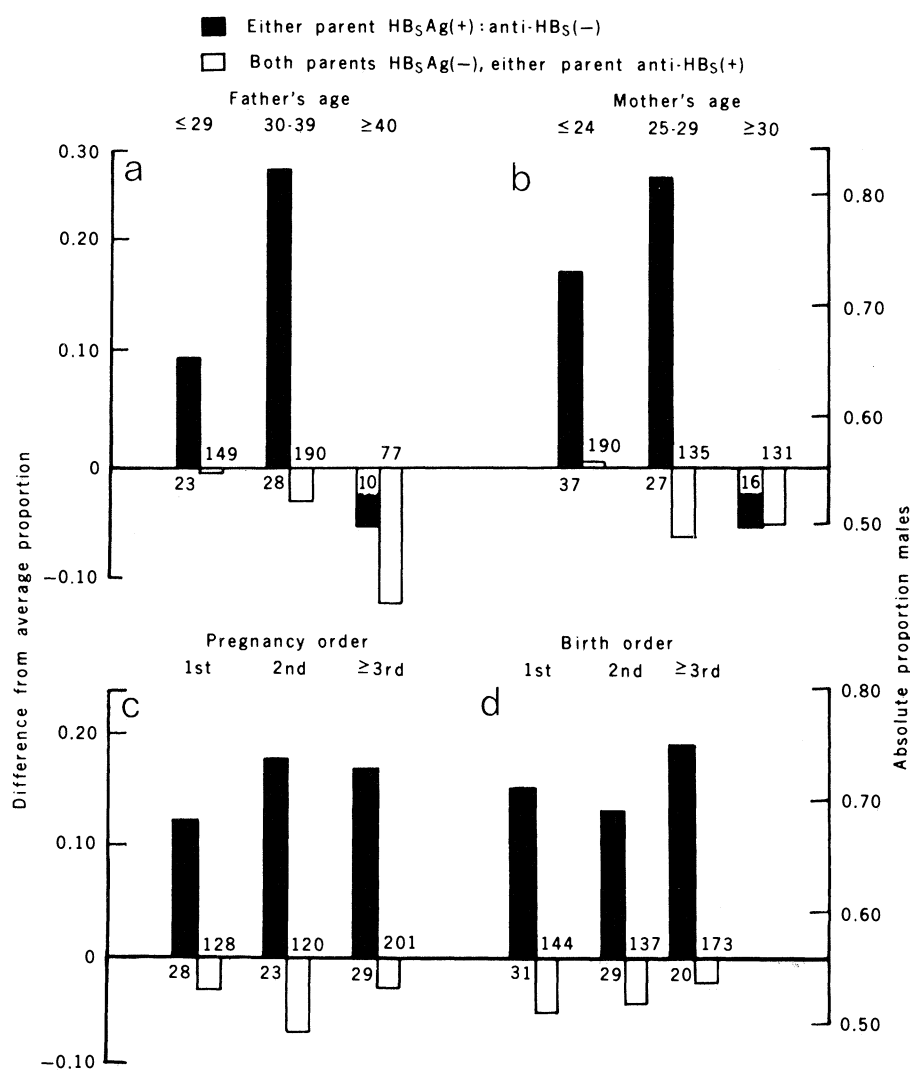 Either parent HBSAg(+):anti-HBS(−)
Both parents HBSAg(−), either parent anti-HBS(+)
Father's age
Mother's age
≤29 30-39 ≥40
≤24 25-29 ≥30
a
b
0.30
0.20
0.10
0
−0.10
0.80
0.70
0.60
0.50
149 190 77
23 28 10
190 135 131
37 27 16
Difference from average proportion
Absolute proportion males
Pregnancy order
Birth order
1st 2nd ≥3rd
1st 2nd ≥3rd
c
d
0.20
0.10
0
−0.10
0.80
0.70
0.60
0.50
128 120 201
28 23 29
144 137 173
31 29 20